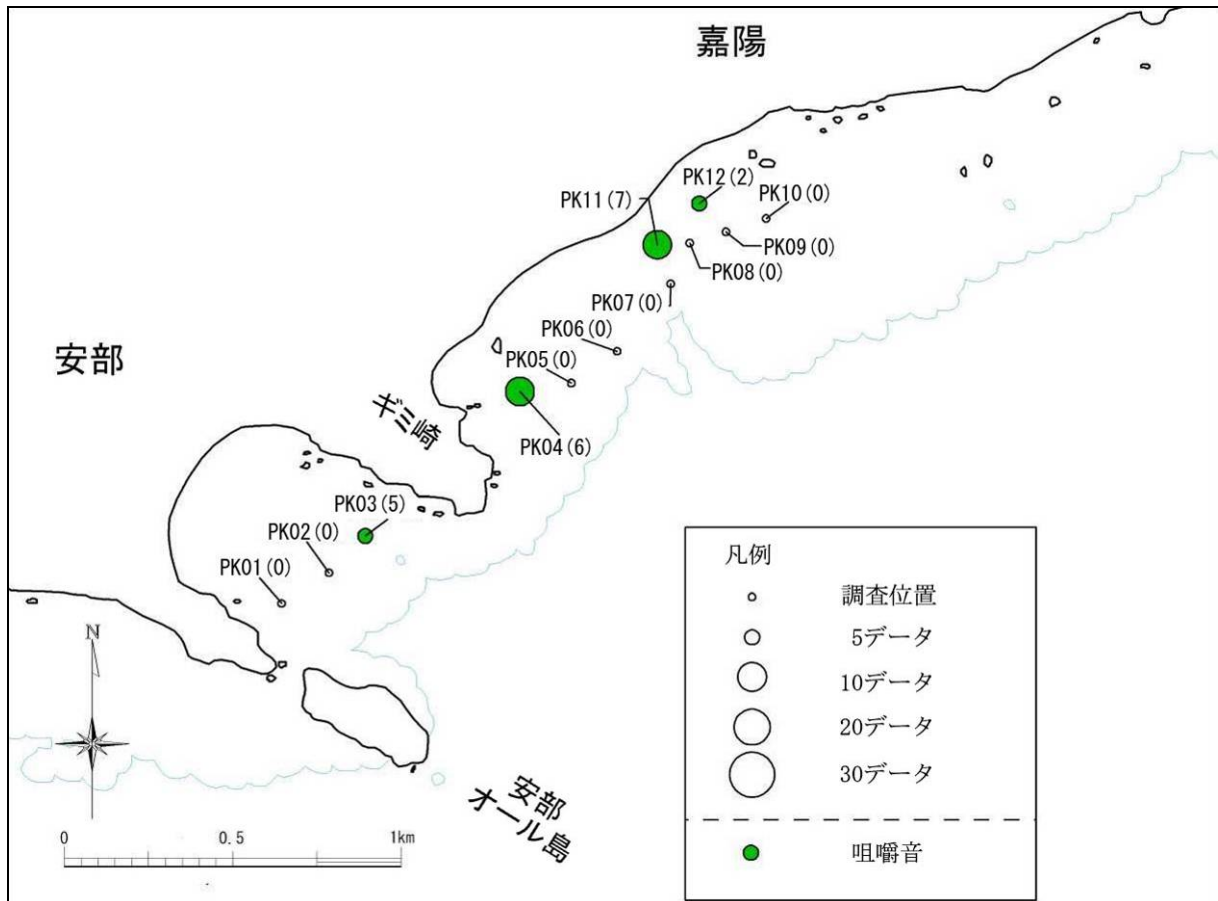 嘉陽
PK12(2)
PK10(0)
PK11(7)
PK09(0)
PK08(0)
PK07(0)
PK06(0)
PK05(0)
安部
ギミ崎
PK04(6)
PK03(5)
PK02(0)
PK01(0)
凡例
調査位置
5データ
10データ
20データ
30データ
咀嚼音
N
安部
オール島
0 0.5 1km